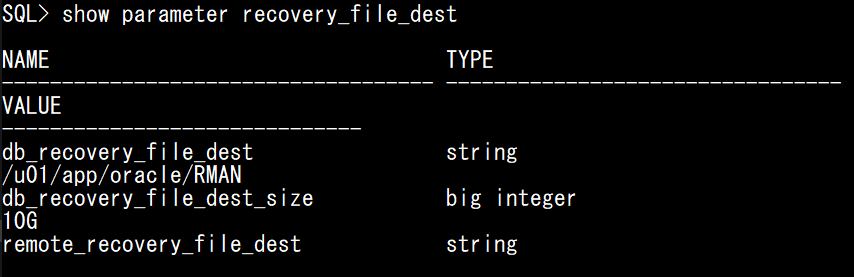 SQL> show parameter recovery_file_dest
NAME TYPE
------------------------------------ --------------------------------
VALUE
------------------------------
db_recovery_file_dest string
/u01/app/oracle/RMAN
db_recovery_file_dest_size big integer
10G
remote_recovery_file_dest string